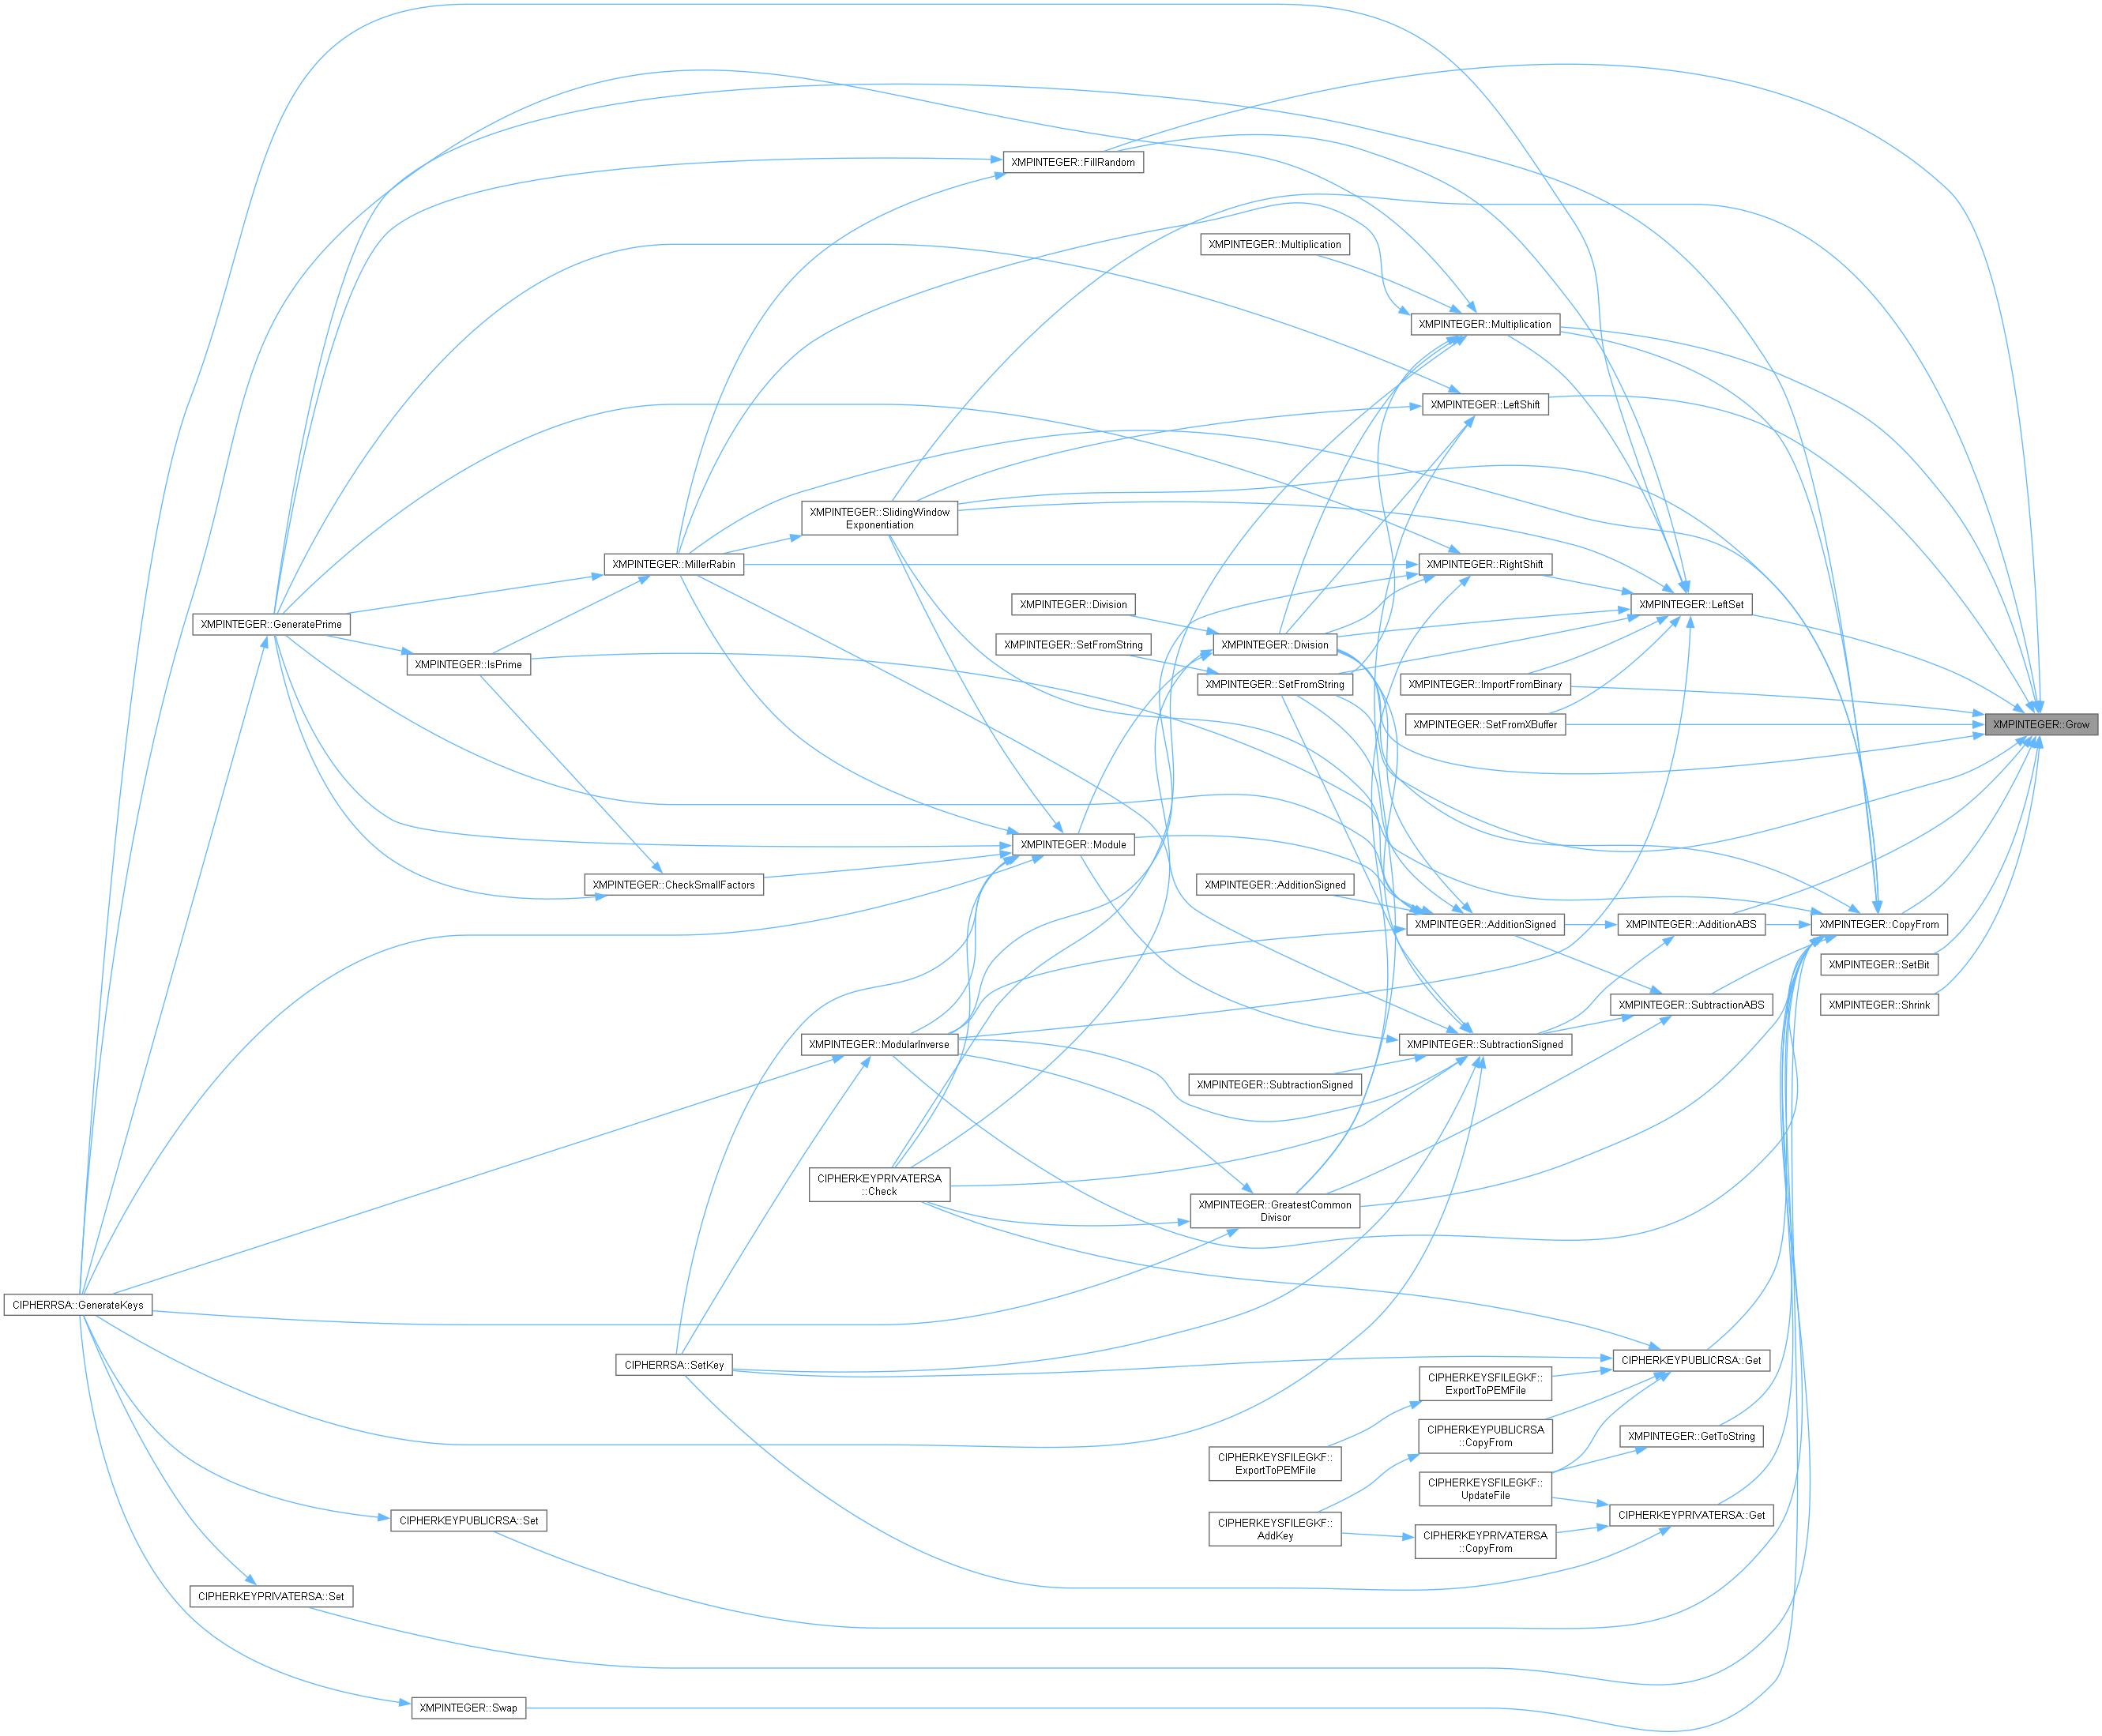 XMPINTEGER::FillRandom
XMPINTEGER::Multiplication
XMPINTEGER::Multiplication
XMPINTEGER::LeftShift
XMPINTEGER::SlidingWindow
Exponentiation
XMPINTEGER::MillerRabin
XMPINTEGER::RightShift
XMPINTEGER::Division
XMPINTEGER::LeftSet
XMPINTEGER::GeneratePrime
XMPINTEGER::SetFromString
XMPINTEGER::Division
XMPINTEGER::IsPrime
XMPINTEGER::SetFromString
XMPINTEGER::ImportFromBinary
XMPINTEGER::SetFromXBuffer
XMPINTEGER::Grow
XMPINTEGER::Module
XMPINTEGER::CheckSmallFactors
XMPINTEGER::AdditionSigned
XMPINTEGER::AdditionSigned
XMPINTEGER::AdditionABS
XMPINTEGER::CopyFrom
XMPINTEGER::SetBit
XMPINTEGER::SubtractionABS
XMPINTEGER::Shrink
XMPINTEGER::ModularInverse
XMPINTEGER::SubtractionSigned
XMPINTEGER::SubtractionSigned
CIPHERKEYPRIVATERSA
::Check
XMPINTEGER::GreatestCommon
Divisor
CIPHERRSA::GenerateKeys
CIPHERRSA::SetKey
CIPHERKEYPUBLICRSA::Get
CIPHERKEYSFILEGKF::
ExportToPEMFile
CIPHERKEYPUBLICRSA
::CopyFrom
XMPINTEGER::GetToString
CIPHERKEYSFILEGKF::
ExportToPEMFile
CIPHERKEYSFILEGKF::
UpdateFile
CIPHERKEYPUBLICRSA::Set
CIPHERKEYSFILEGKF::
AddKey
CIPHERKEYPRIVATERSA
::CopyFrom
CIPHERKEYPRIVATERSA::Get
CIPHERKEYPRIVATERSA::Set
XMPINTEGER::Swap